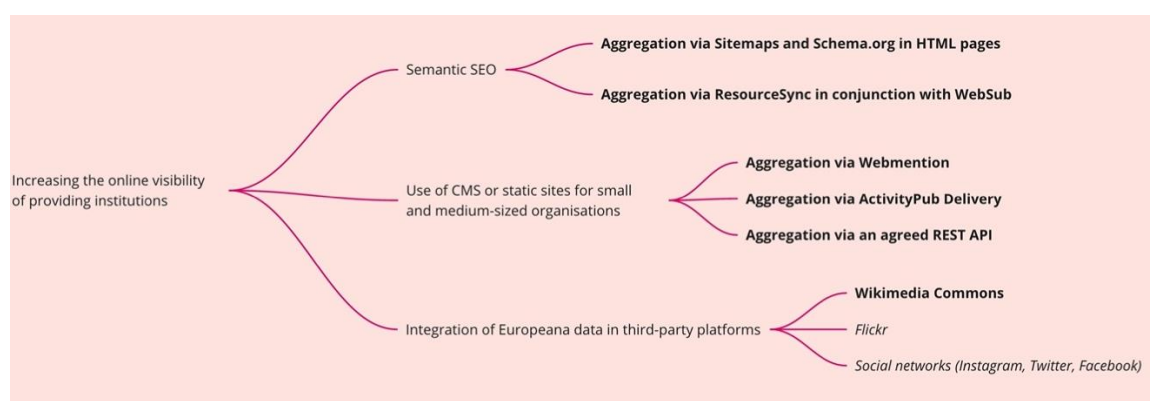 Increasing the online visibility
of providing institutions
Semantic SEO
Aggregation via Sitemaps and Schema.org in HTML pages
Aggregation via ResourceSync in conjunction with WebSub
Use of CMS or static sites for small
and medium-sized organisations
Aggregation via Webmention
Aggregation via ActivityPub Delivery
Aggregation via an agreed REST API
Integration of Europeana data in third-party platforms
Wikimedia Commons
Flickr
Social networks (Instagram, Twitter, Facebook)